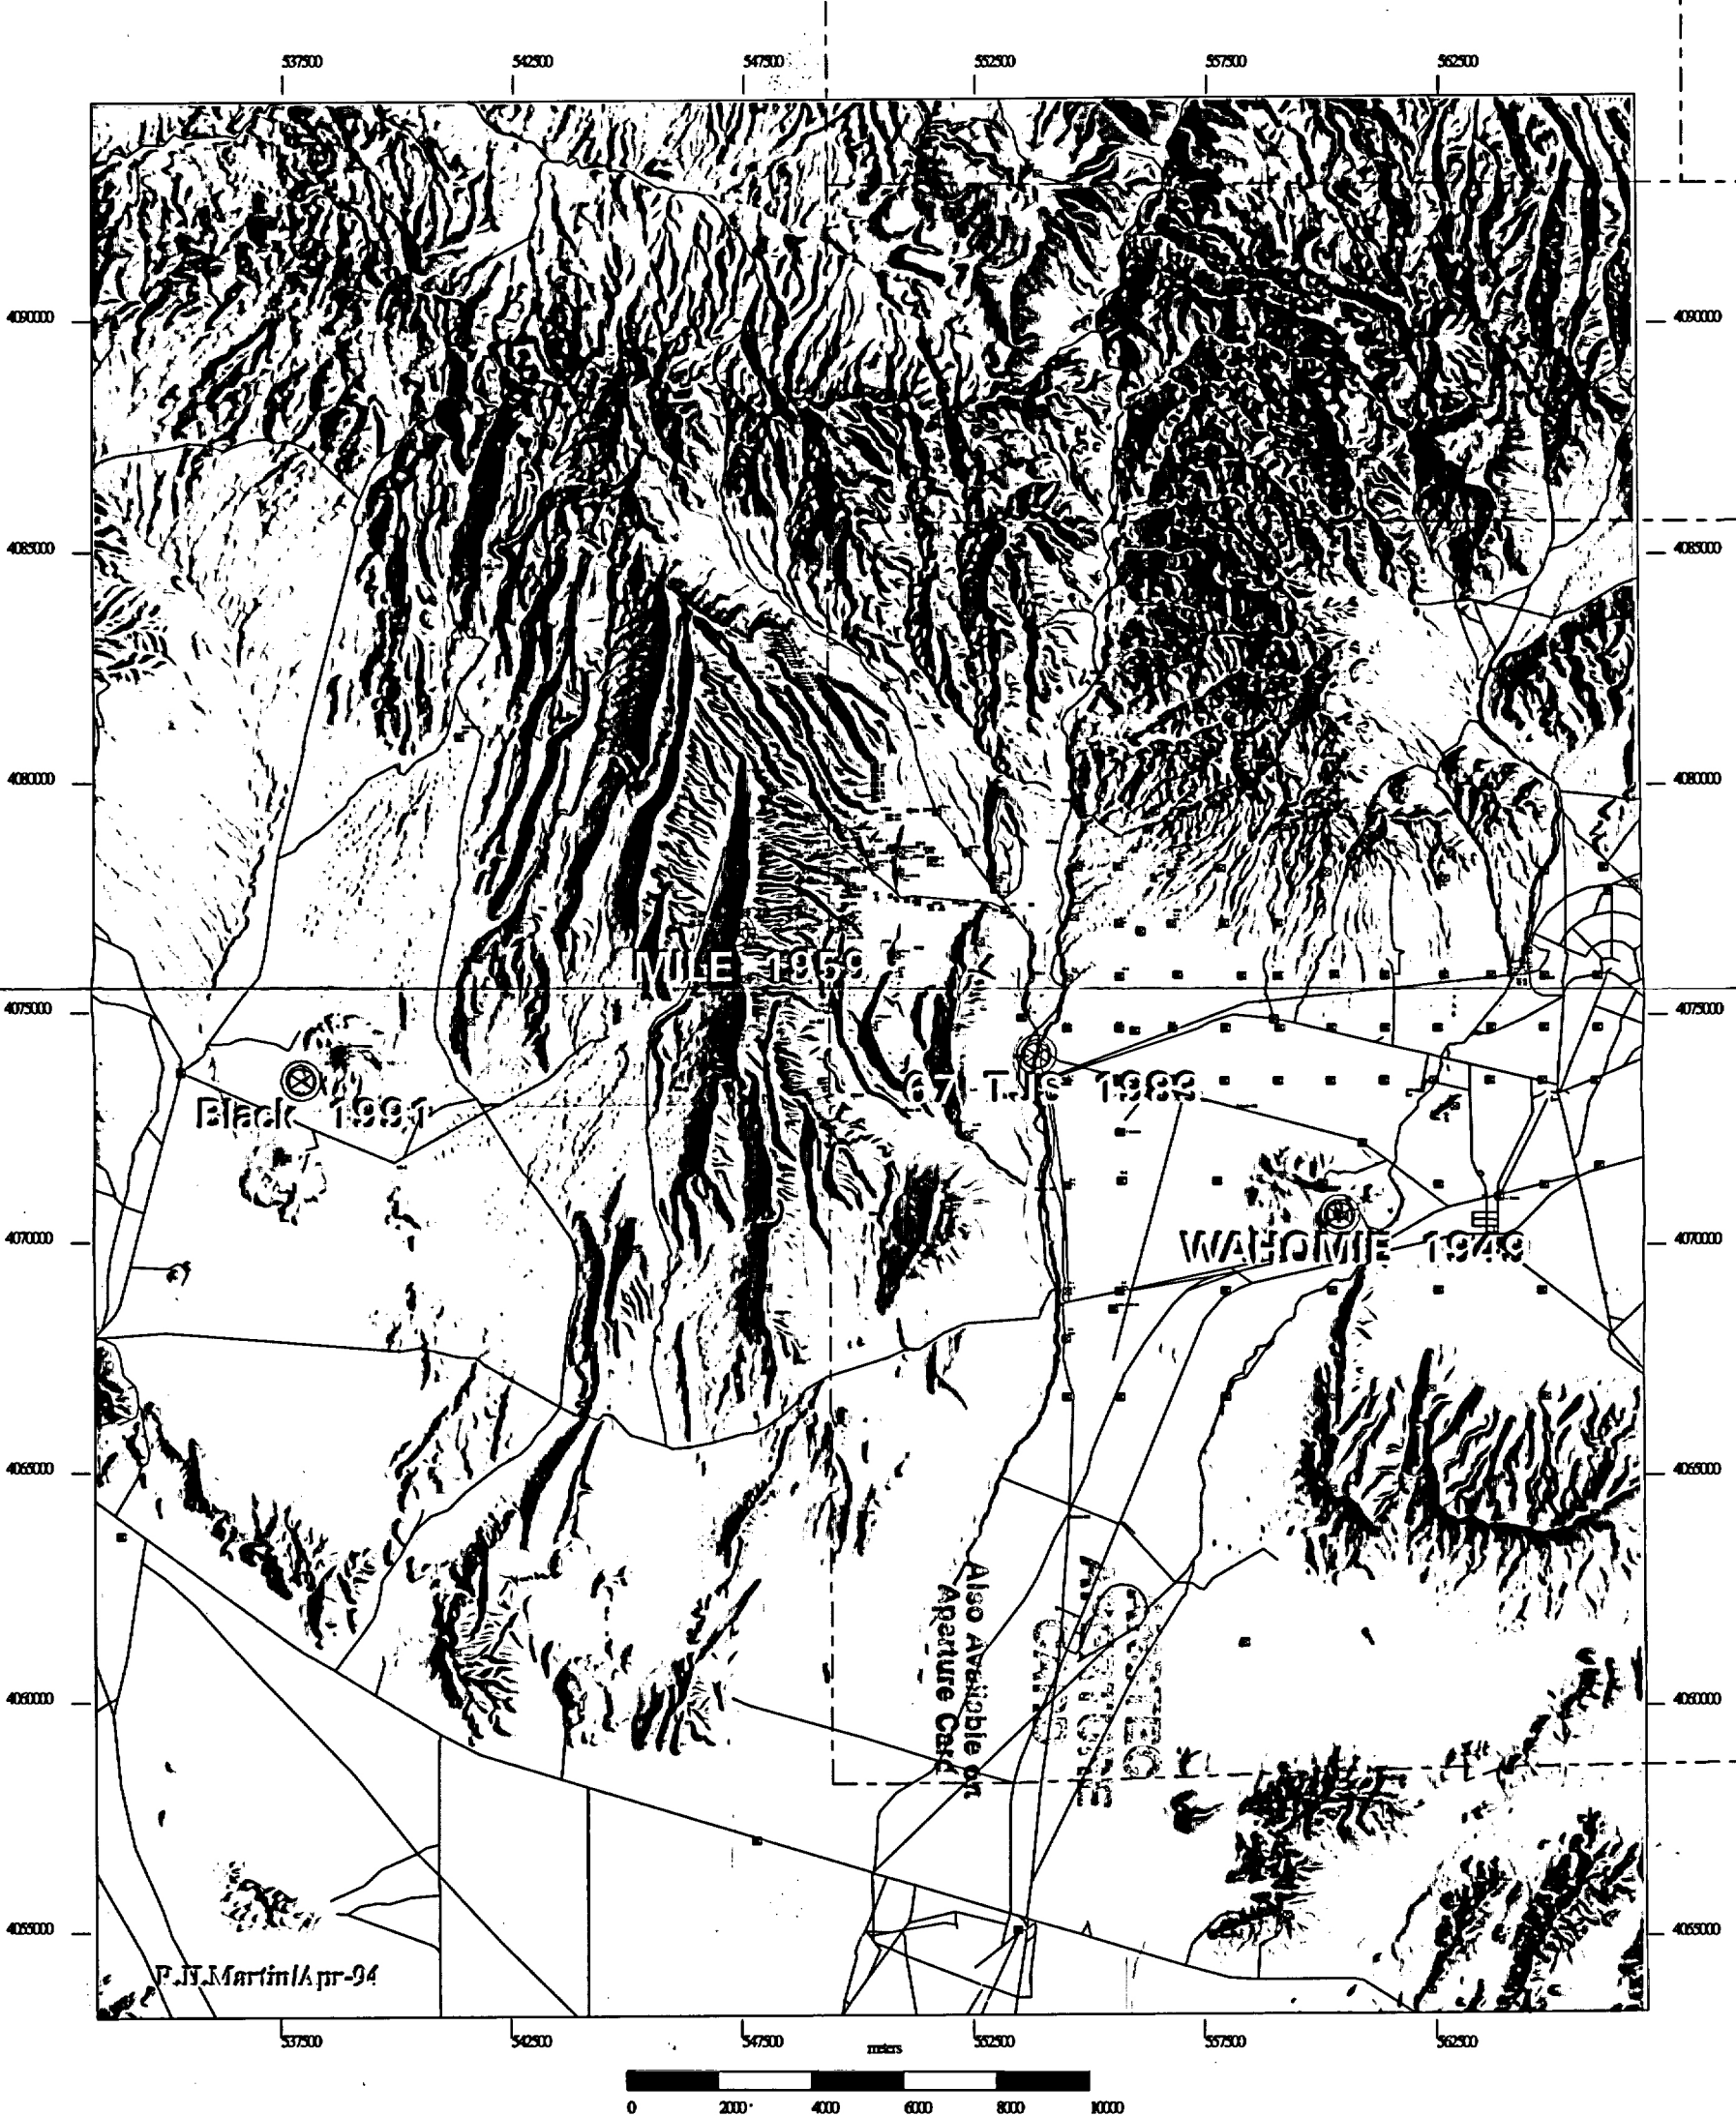 537500 542500 547500 552500 557500 562500
4090000 4090000
4085000 4085000
4080000 4080000
MILE 1959
4075000 4075000
67 TJS 1989
Black 1991
4070000 WAHOMIE 1949 4070000
4065000 4065000
Also Available on
Aperture Card
4060000 4060000
4055000 4055000
P.N.Martin/Apr-94
537500 542500 547500 552500 557500 562500
meters
0 2000 4000 6000 8000 10000